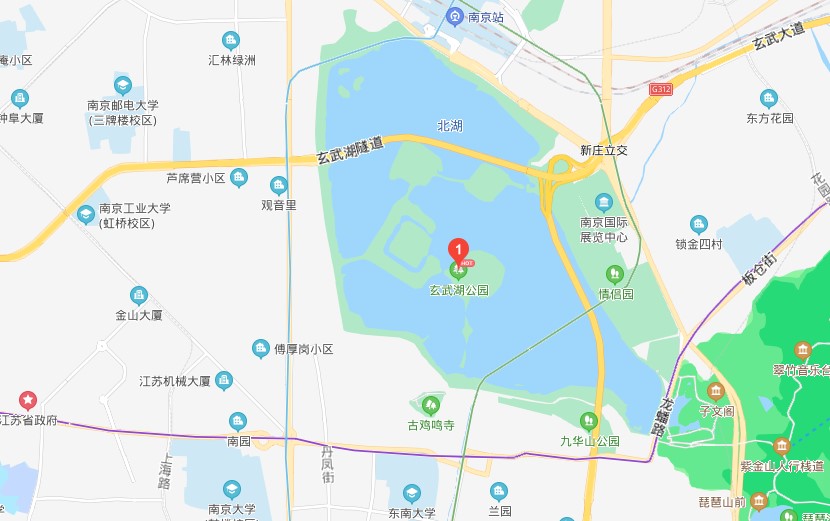 南京站
玄武大道
汇林绿洲
G312
南京邮电大学
(三牌楼校区)
钟阜大厦
东方花园
北湖
玄武湖隧道
新庄立交
芦席营小区
观音里
花园
南京工业大学
(虹桥校区)
南京国际
展览中心
锁金四村
1
HOT
板仓街
玄武湖公园
情侣园
金山大厦
傅厚岗小区
翠竹音乐台
江苏机械大厦
子文阁
江苏省政府
古鸡鸣寺
龙蟠路
南园
九华山公园
上海路
丹凤街
紫金山人行栈道
南京大学
东南大学
兰园
琵琶山前